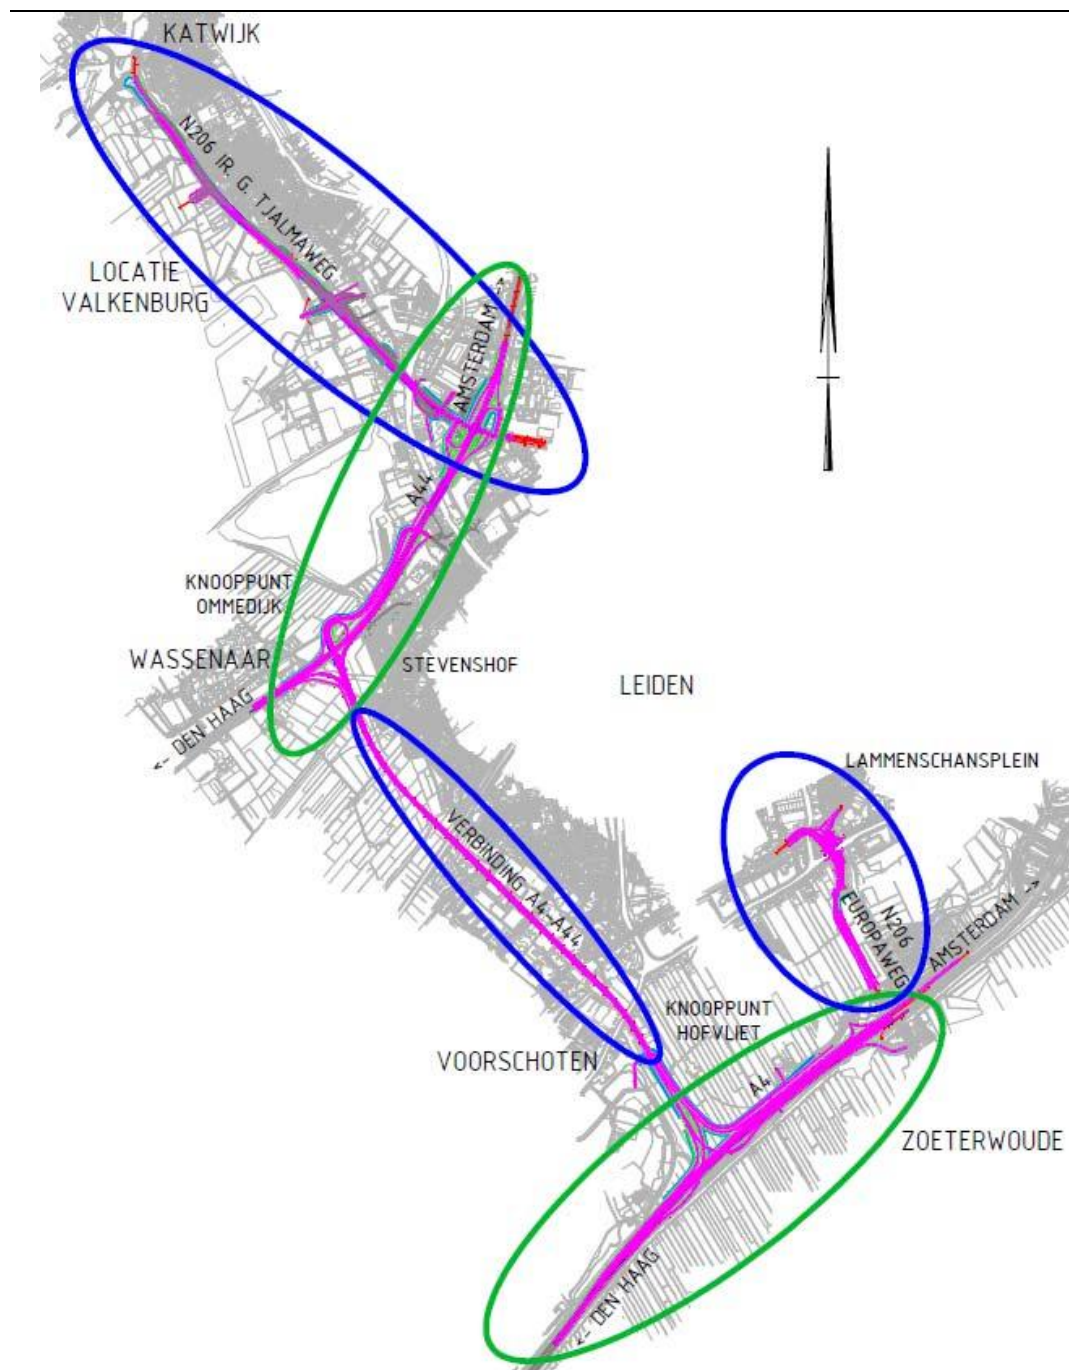 KATWIJK
N206 IR. G. TJALMAWEG
LOCATIE
VALKENBURG
AMSTERDAM ->
A44
KNOOPPUNT
OMMEDIJK
WASSENAAR
STEVENSHOF
LEIDEN
<- DEN HAAG
LAMMENSCHANSPLEIN
VERBINDING A4-A44
N206
EUROPAWEG
AMSTERDAM ->
KNOOPPUNT
HOFVLIET
VOORSCHOTEN
A4
ZOETERWOUDE
<- DEN HAAG